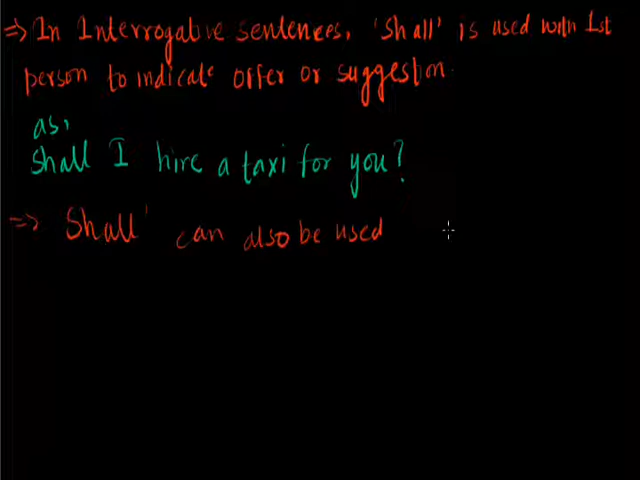 => In Interrogative sentences, 'Shall' is used with 1st
person to indicate offer or suggestion.
as,
Shall I hire a taxi for you?
=> Shall' can also be used